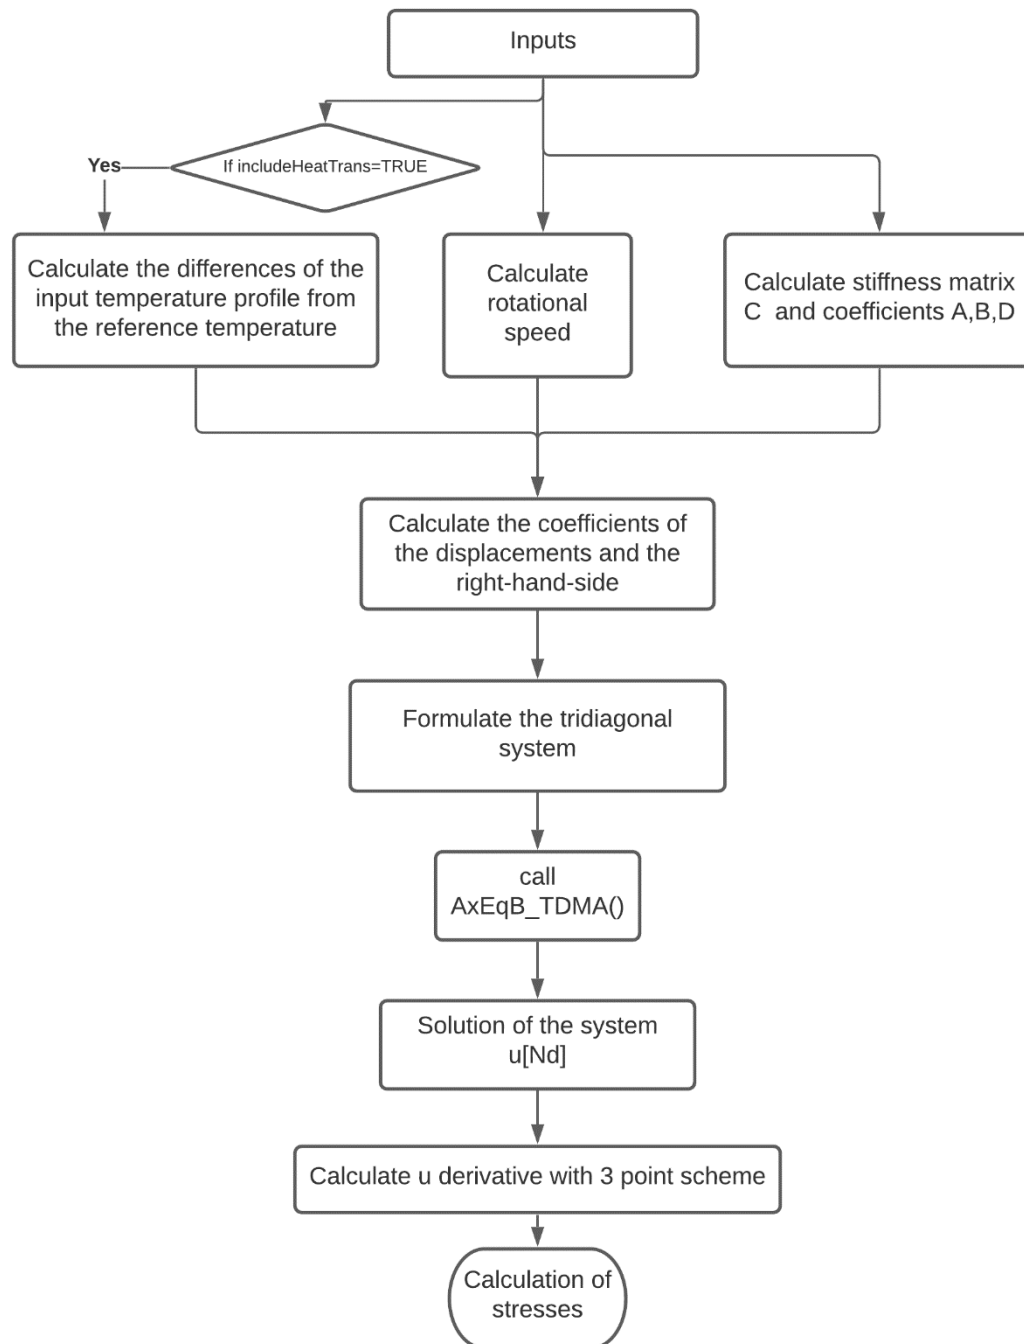 Inputs
If includeHeatTrans=TRUE
Yes
Calculate the differences of the
input temperature profile from
the reference temperature
Calculate
rotational
speed
Calculate stiffness matrix
C and coefficients A,B,D
Calculate the coefficients of
the displacements and the
right-hand-side
Formulate the tridiagonal
system
call
AxEqB_TDMA()
Solution of the system
u[Nd]
Calculate u derivative with 3 point scheme
Calculation of
stresses